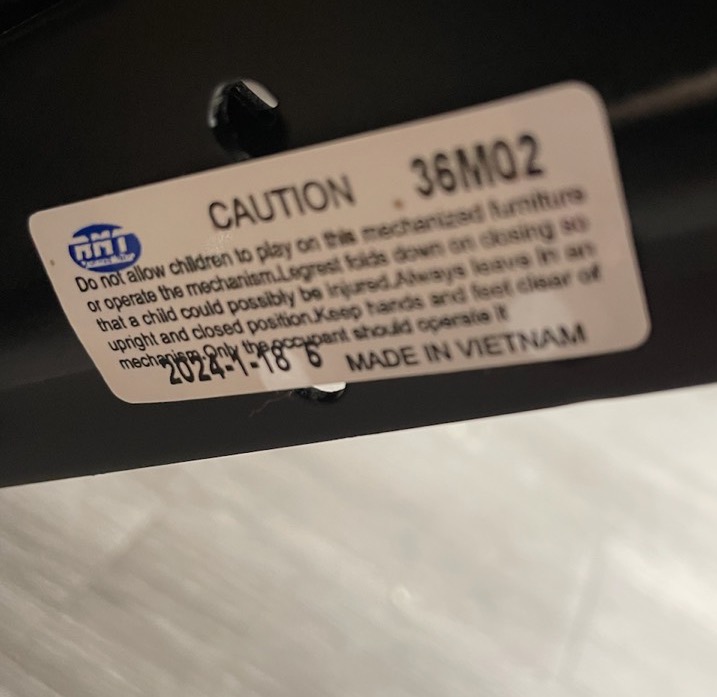 CAUTION 36M02
HMT
Do not allow children to play on this mechanized furniture
or operate the mechanism.Legrest folds down on closing so
that a child could possibly be injured.Always leave in an
upright and closed position.Keep hands and feet clear of
mechanism.Only the occupant should operate it
2024-1-18 6 MADE IN VIETNAM